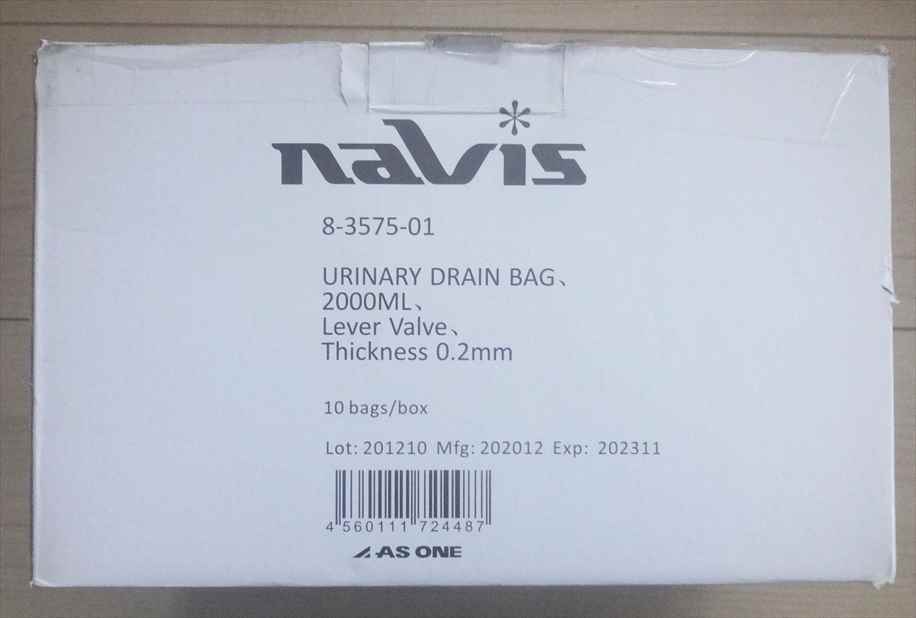 navis
8-3575-01
URINARY DRAIN BAG、
2000ML、
Lever Valve、
Thickness 0.2mm
10 bags/box
Lot: 201210 Mfg: 202012 Exp: 202311
4 560111 724487
AS ONE